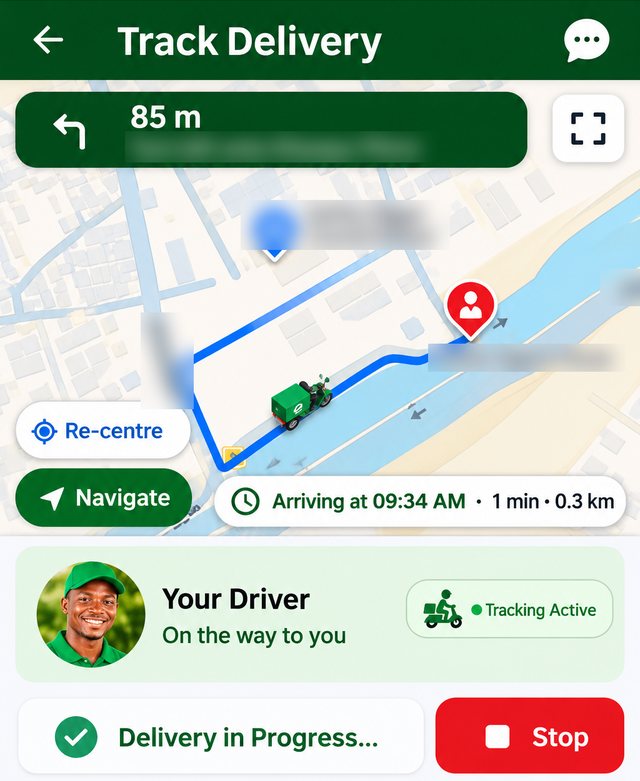 Track Delivery
85 m
Re-centre
Navigate
Arriving at 09:34 AM · 1 min · 0.3 km
Your Driver
On the way to you
Tracking Active
Delivery in Progress...
Stop